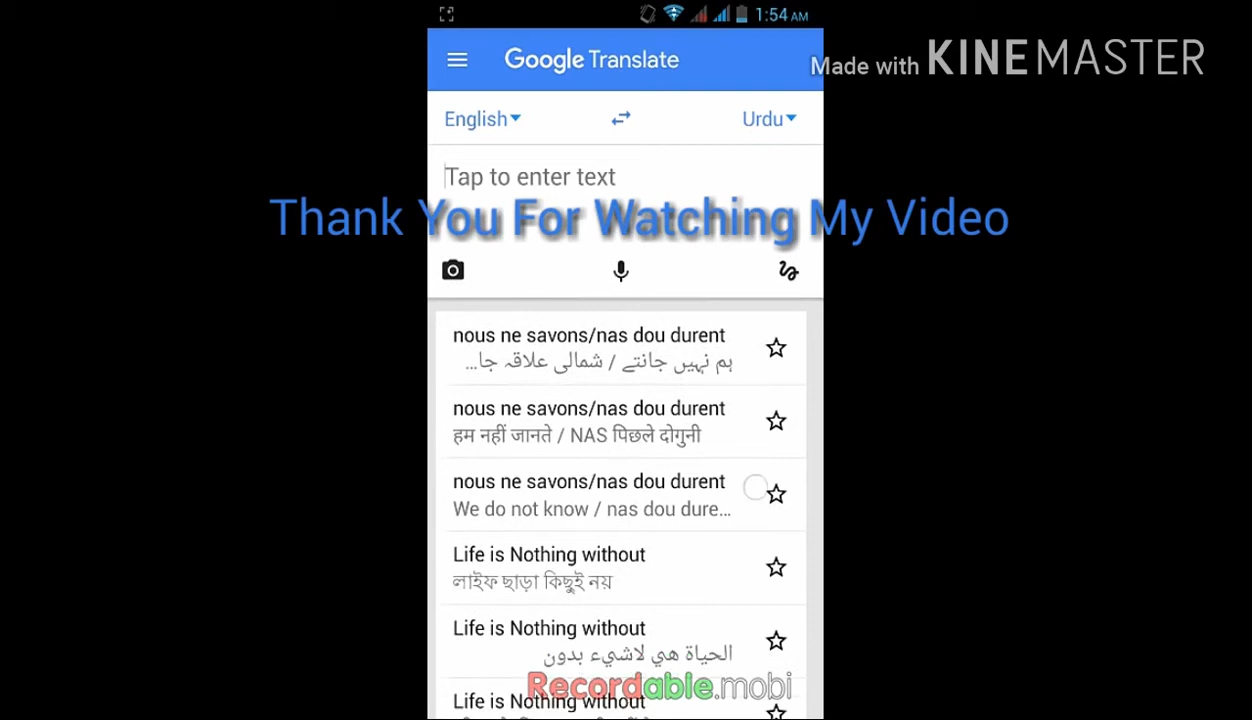 1:54 AM
Google Translate
Made with KINEMASTER
English
Urdu
Tap to enter text
Thank You For Watching My Video
nous ne savons/nas dou durent
ہم نہیں جانتے / شمالی علاقہ جا...
nous ne savons/nas dou durent
हम नहीं जानते / NAS पिछले दोगुनी
nous ne savons/nas dou durent
We do not know / nas dou dure...
Life is Nothing without
লাইফ ছাড়া কিছুই নয়
Life is Nothing without
الحياة هي لاشيء بدون
Recordable.mobi
Life is Nothing without